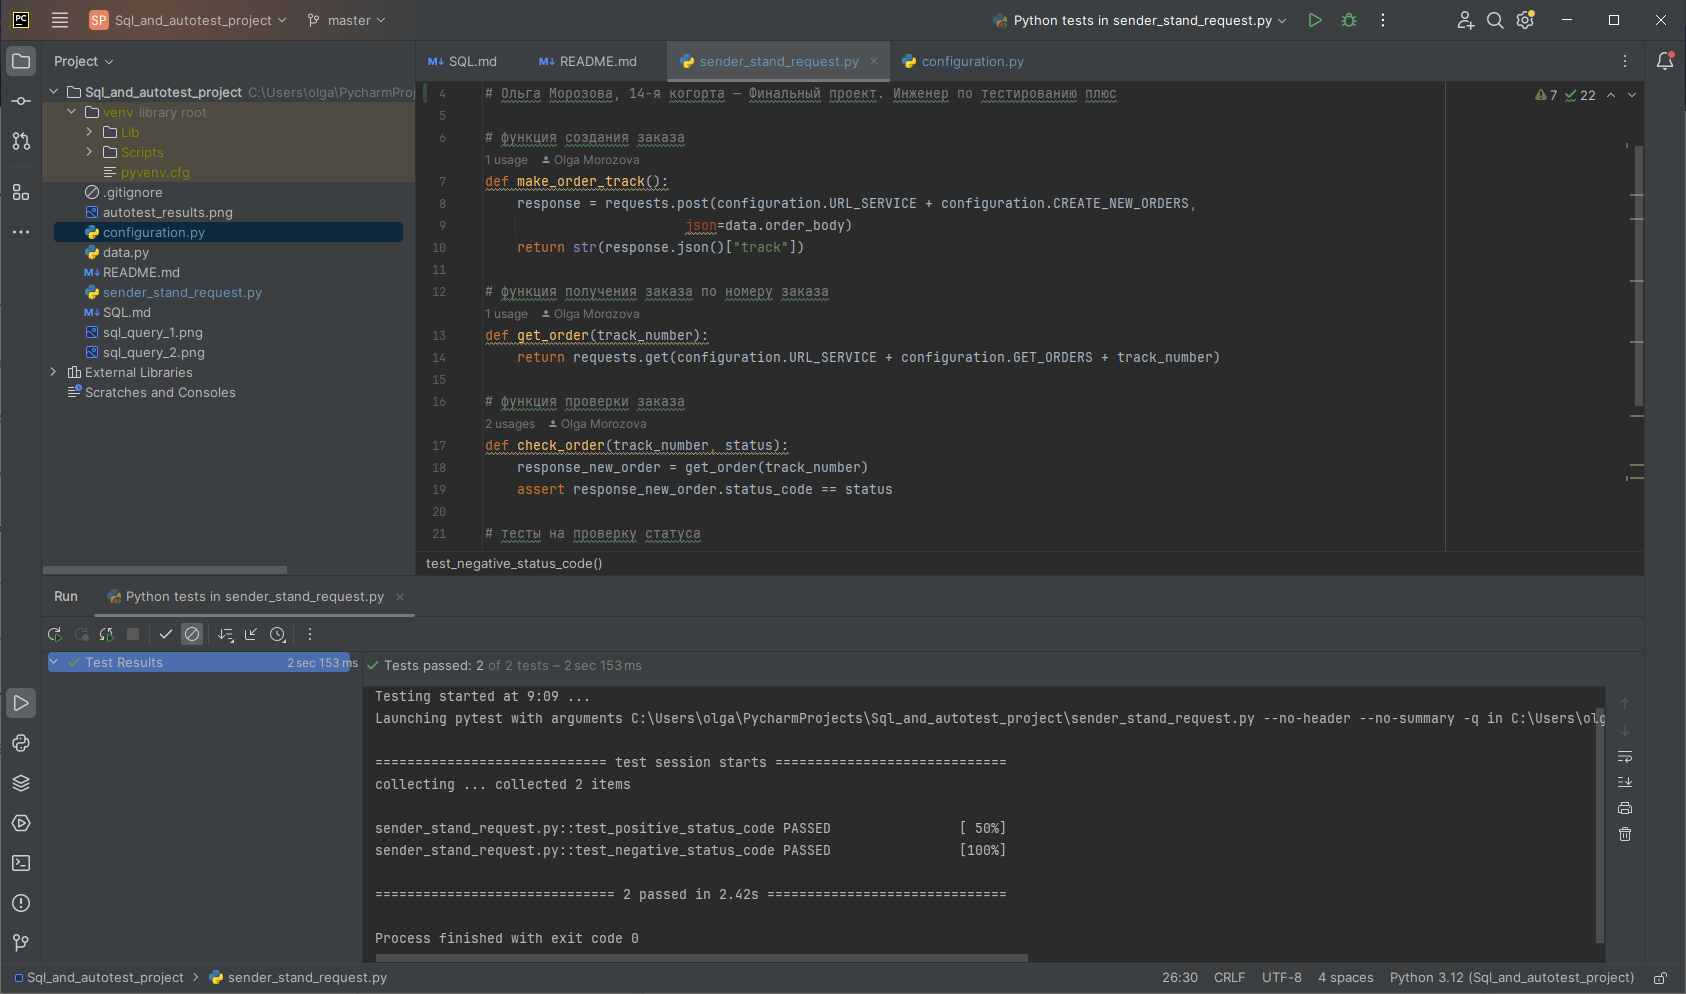 PC
SP Sql_and_autotest_project master
Python tests in sender_stand_request.py
Project
SQL.md
README.md
sender_stand_request.py
configuration.py
Sql_and_autotest_project C:\Users\olga\PycharmProj
venv library root
Lib
Scripts
pyvenv.cfg
.gitignore
autotest_results.png
configuration.py
data.py
README.md
sender_stand_request.py
SQL.md
sql_query_1.png
sql_query_2.png
External Libraries
Scratches and Consoles
7 22
4 # Ольга Морозова, 14-я когорта — Финальный проект. Инженер по тестированию плюс
5
6 # функция создания заказа
1 usage Olga Morozova
7 def make_order_track():
8 response = requests.post(configuration.URL_SERVICE + configuration.CREATE_NEW_ORDERS,
9 json=data.order_body)
10 return str(response.json()["track"])
11
12 # функция получения заказа по номеру заказа
1 usage Olga Morozova
13 def get_order(track_number):
14 return requests.get(configuration.URL_SERVICE + configuration.GET_ORDERS + track_number)
15
16 # функция проверки заказа
2 usages Olga Morozova
17 def check_order(track_number, status):
18 response_new_order = get_order(track_number)
19 assert response_new_order.status_code == status
20
21 # тесты на проверку статуса
test_negative_status_code()
Run Python tests in sender_stand_request.py
Test Results 2 sec 153 ms
Tests passed: 2 of 2 tests – 2 sec 153 ms
Testing started at 9:09 ...
Launching pytest with arguments C:\Users\olga\PycharmProjects\Sql_and_autotest_project\sender_stand_request.py --no-header --no-summary -q in C:\Users\olg
============================= test session starts =============================
collecting ... collected 2 items
sender_stand_request.py::test_positive_status_code PASSED [ 50%]
sender_stand_request.py::test_negative_status_code PASSED [100%]
============================== 2 passed in 2.42s ==============================
Process finished with exit code 0
Sql_and_autotest_project sender_stand_request.py
26:30 CRLF UTF-8 4 spaces Python 3.12 (Sql_and_autotest_project)